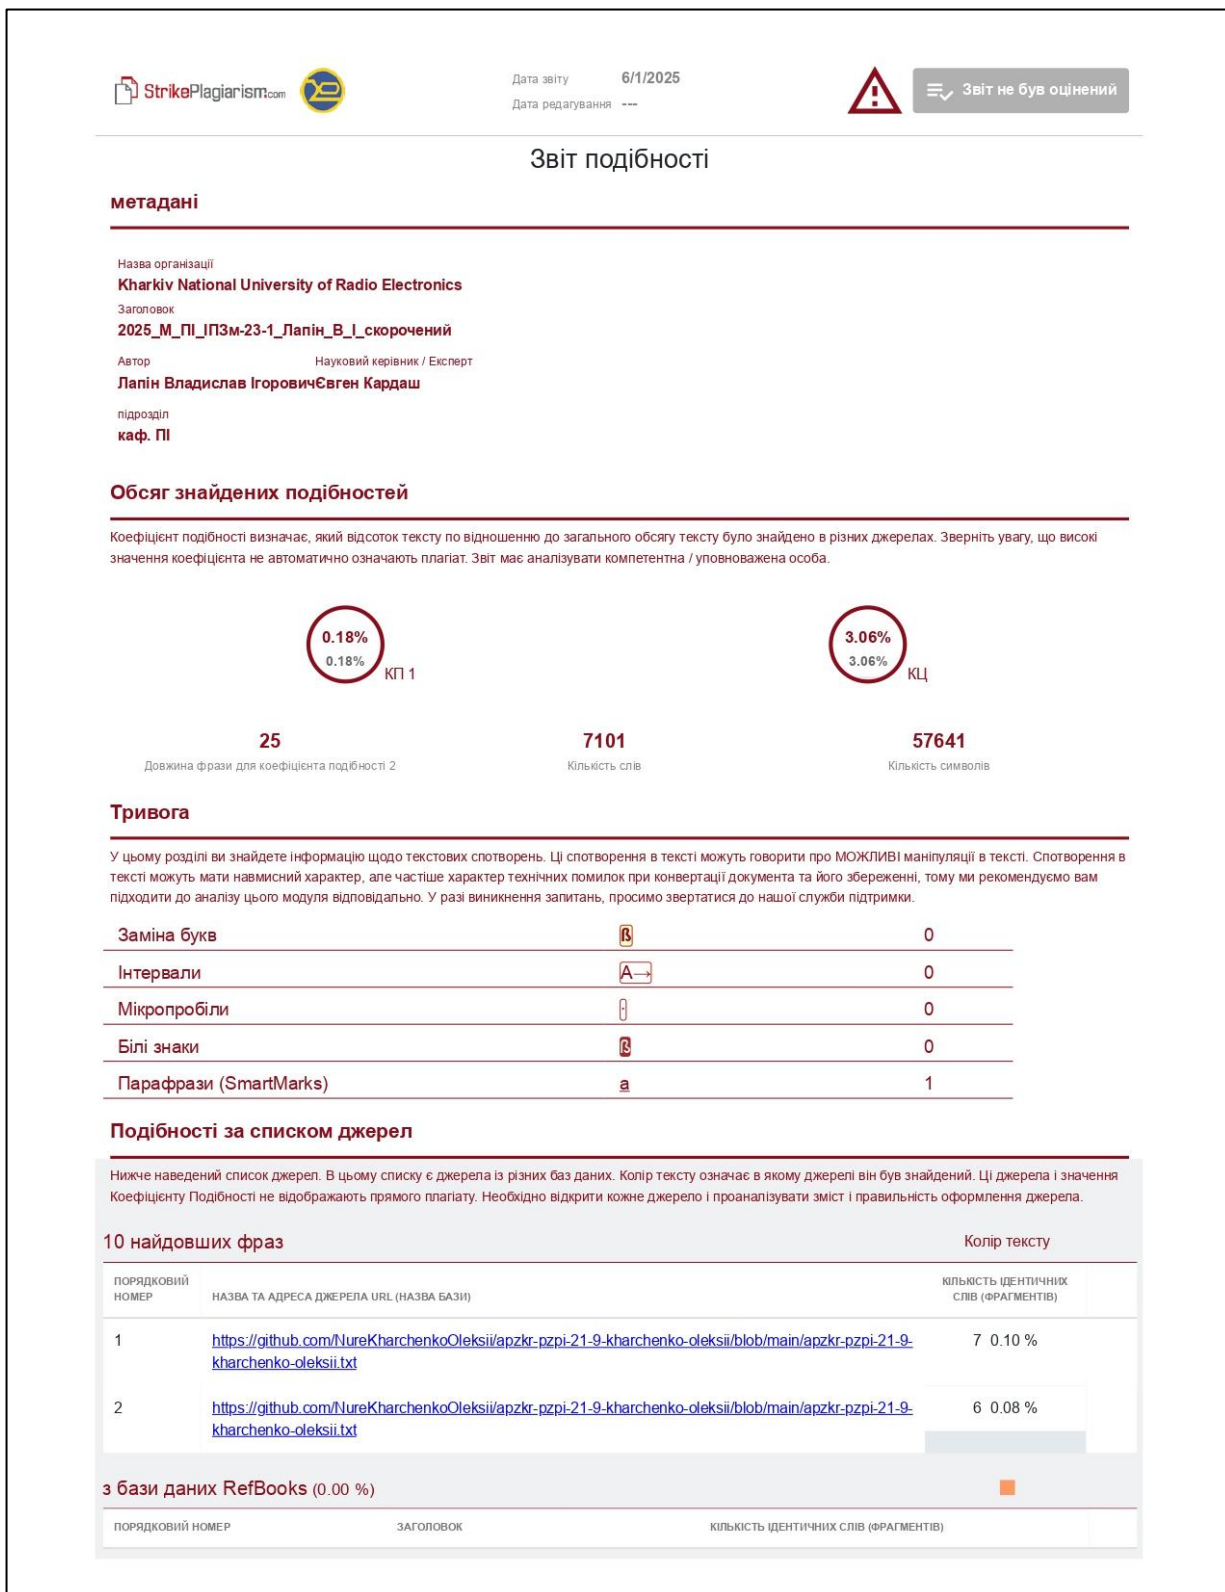 StrikePlagiarism.com
Дата звіту 6/1/2025
Дата редагування ---
Звіт не був оцінений
Звіт подібності
метадані
Назва організації
Kharkiv National University of Radio Electronics
Заголовок
2025_М_ПІ_ІПЗм-23-1_Лапін_В_І_скорочений
Автор Науковий керівник / Експерт
Лапін Владислав ІгоровичЄвген Кардаш
підрозділ
каф. ПІ
Обсяг знайдених подібностей
Коефіцієнт подібності визначає, який відсоток тексту по відношенню до загального обсягу тексту було знайдено в різних джерелах. Зверніть увагу, що високі
значення коефіцієнта не автоматично означають плагіат. Звіт має аналізувати компетентна / уповноважена особа.
0.18%
0.18%
КП 1
3.06%
3.06%
КЦ
25 7101 57641
Довжина фрази для коефіцієнта подібності 2 Кількість слів Кількість символів
Тривога
У цьому розділі ви знайдете інформацію щодо текстових спотворень. Ці спотворення в тексті можуть говорити про МОЖЛИВІ маніпуляції в тексті. Спотворення в
тексті можуть мати навмисний характер, але частіше характер технічних помилок при конвертації документа та його збереженні, тому ми рекомендуємо вам
підходити до аналізу цього модуля відповідально. У разі виникнення запитань, просимо звертатися до нашої служби підтримки.
Заміна букв ß 0
Інтервали A→ 0
Мікропробіли · 0
Білі знаки ß 0
Парафрази (SmartMarks) a 1
Подібності за списком джерел
Нижче наведений список джерел. В цьому списку є джерела із різних баз даних. Колір тексту означає в якому джерелі він був знайдений. Ці джерела і значення
Коефіцієнту Подібності не відображають прямого плагіату. Необхідно відкрити кожне джерело і проаналізувати зміст і правильність оформлення джерела.
10 найдовших фраз Колір тексту
ПОРЯДКОВИЙ НОМЕР НАЗВА ТА АДРЕСА ДЖЕРЕЛА URL (НАЗВА БАЗИ) КІЛЬКІСТЬ ІДЕНТИЧНИХ СЛІВ (ФРАГМЕНТІВ)
1 https://github.com/NureKharchenkoOleksii/apzkr-pzpi-21-9-kharchenko-oleksii/blob/main/apzkr-pzpi-21-9- 7 0.10 %
kharchenko-oleksii.txt
2 https://github.com/NureKharchenkoOleksii/apzkr-pzpi-21-9-kharchenko-oleksii/blob/main/apzkr-pzpi-21-9- 6 0.08 %
kharchenko-oleksii.txt
з бази даних RefBooks (0.00 %)
ПОРЯДКОВИЙ НОМЕР ЗАГОЛОВОК КІЛЬКІСТЬ ІДЕНТИЧНИХ СЛІВ (ФРАГМЕНТІВ)